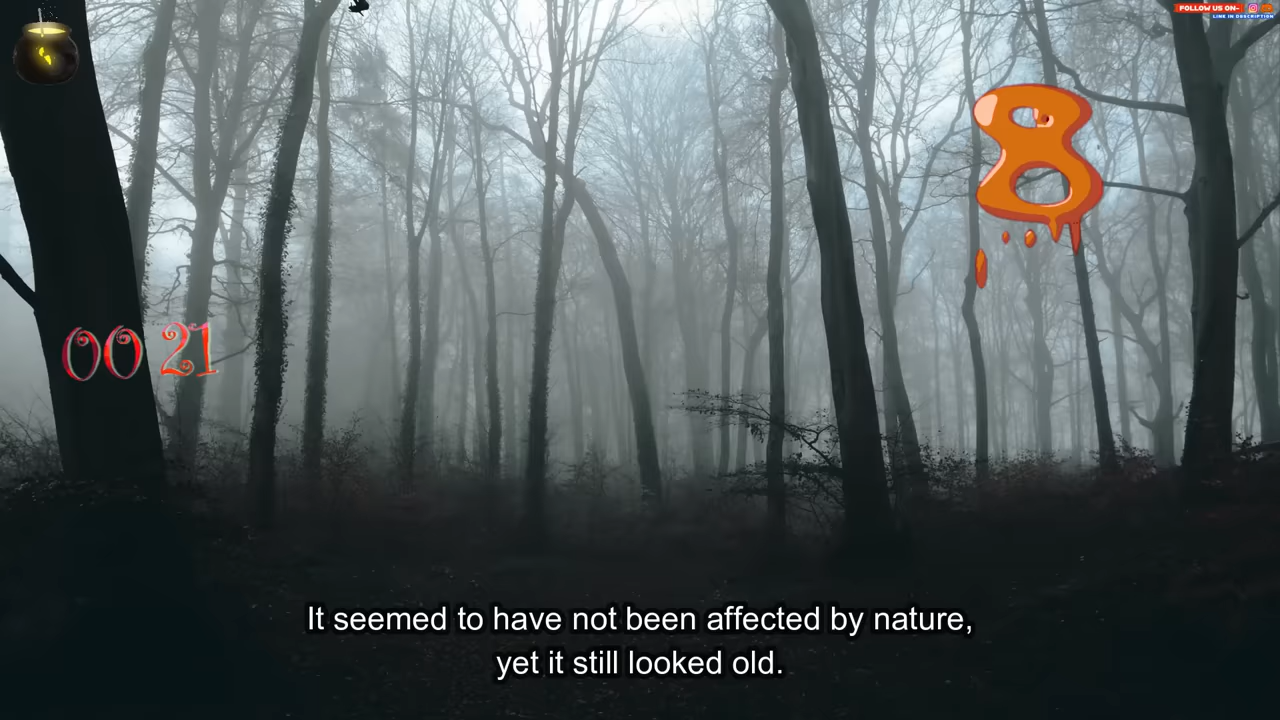 FOLLOW US ON-
LINK IN DESCRIPTION
8
00 21
It seemed to have not been affected by nature,
yet it still looked old.